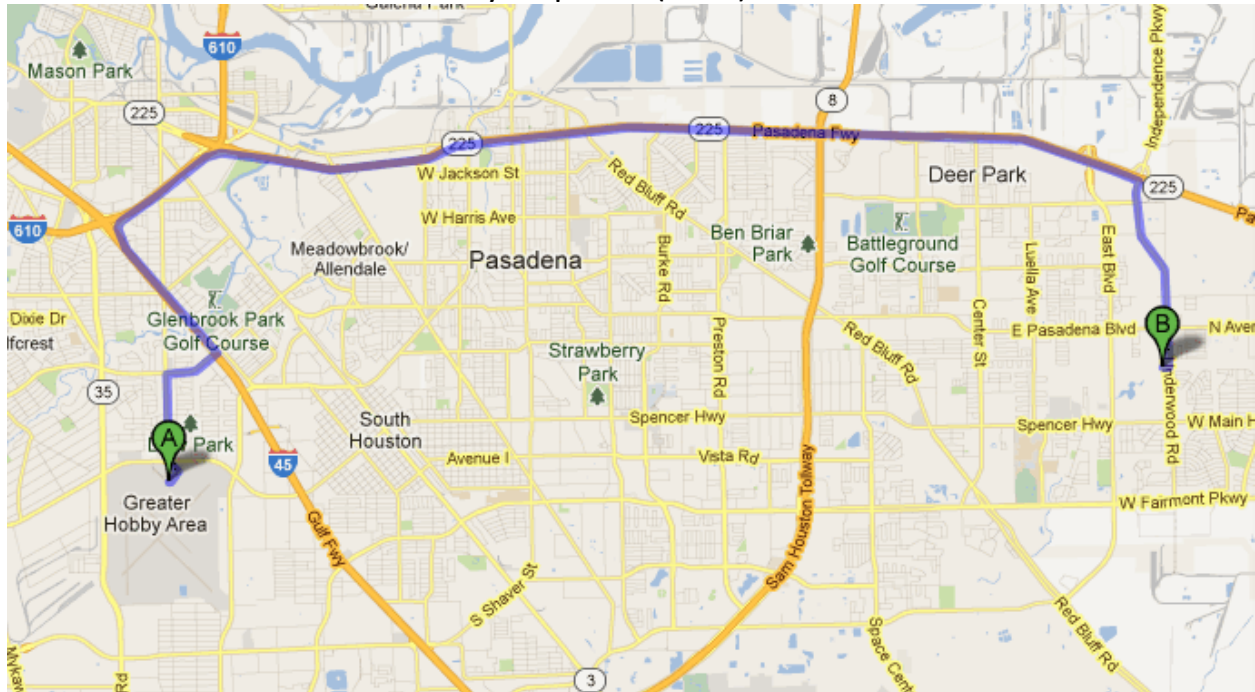 Galena Park
610
Mason Park
225
8
Independence Pkwy
225
225
Pasadena Fwy
W Jackson St
Red Bluff Rd
Deer Park
225
W Harris Ave
610
Meadowbrook/
Allendale
Pasadena
Burke Rd
Ben Briar
Park
Battleground
Golf Course
Luella Ave
East Blvd
Dixie Dr
Glenbrook Park
Golf Course
Center St
E Pasadena Blvd
B
Preston Rd
Red Bluff Rd
Strawberry
Park
35
South
Houston
Spencer Hwy
Spencer Hwy
W Main
A
Park
45
Avenue I
Vista Rd
Sam Houston Tollway
W Fairmont Pkwy
Greater
Hobby Area
Gulf Fwy
S Shaver St
Red Bluff Rd
3